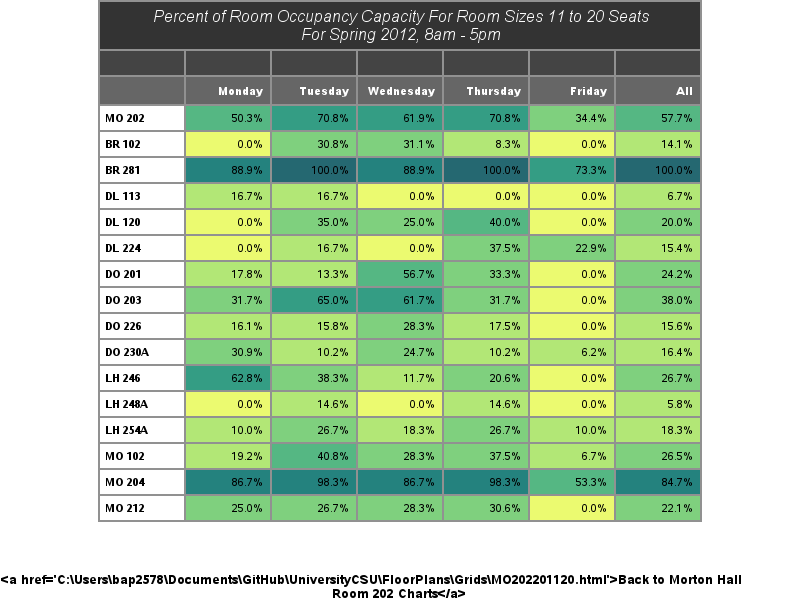 Percent of Room Occupancy Capacity For Room Sizes 11 to 20 Seats
For Spring 2012, 8am - 5pm
Monday Tuesday Wednesday Thursday Friday All
MO 202 50.3% 70.8% 61.9% 70.8% 34.4% 57.7%
BR 102 0.0% 30.8% 31.1% 8.3% 0.0% 14.1%
BR 281 88.9% 100.0% 88.9% 100.0% 73.3% 100.0%
DL 113 16.7% 16.7% 0.0% 0.0% 0.0% 6.7%
DL 120 0.0% 35.0% 25.0% 40.0% 0.0% 20.0%
DL 224 0.0% 16.7% 0.0% 37.5% 22.9% 15.4%
DO 201 17.8% 13.3% 56.7% 33.3% 0.0% 24.2%
DO 203 31.7% 65.0% 61.7% 31.7% 0.0% 38.0%
DO 226 16.1% 15.8% 28.3% 17.5% 0.0% 15.6%
DO 230A 30.9% 10.2% 24.7% 10.2% 6.2% 16.4%
LH 246 62.8% 38.3% 11.7% 20.6% 0.0% 26.7%
LH 248A 0.0% 14.6% 0.0% 14.6% 0.0% 5.8%
LH 254A 10.0% 26.7% 18.3% 26.7% 10.0% 18.3%
MO 102 19.2% 40.8% 28.3% 37.5% 6.7% 26.5%
MO 204 86.7% 98.3% 86.7% 98.3% 53.3% 84.7%
MO 212 25.0% 26.7% 28.3% 30.6% 0.0% 22.1%
<a href='C:\Users\bap2578\Documents\GitHub\UniversityCSU\FloorPlans\Grids\MO202201120.html'>Back to Morton Hall
Room 202 Charts</a>